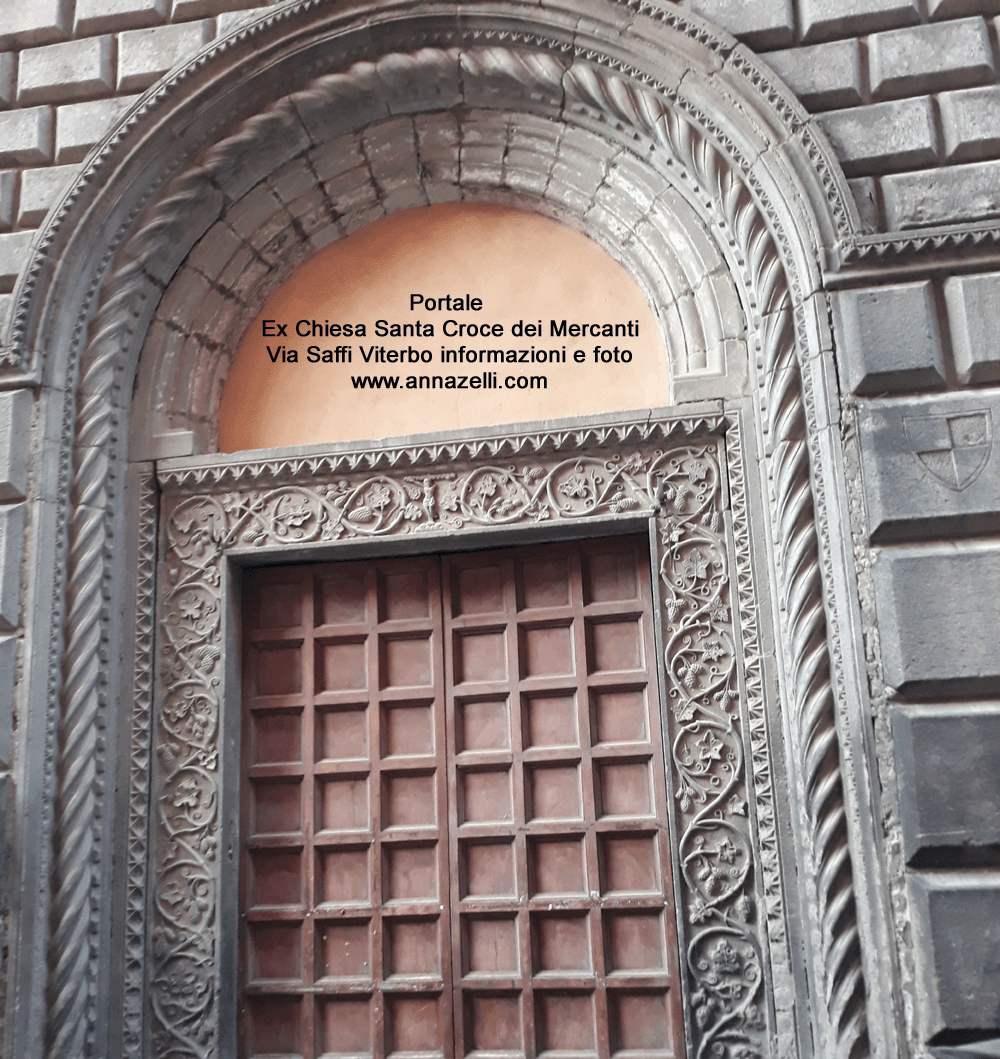 Portale
Ex Chiesa Santa Croce dei Mercanti
Via Saffi Viterbo informazioni e foto
www.annazelli.com